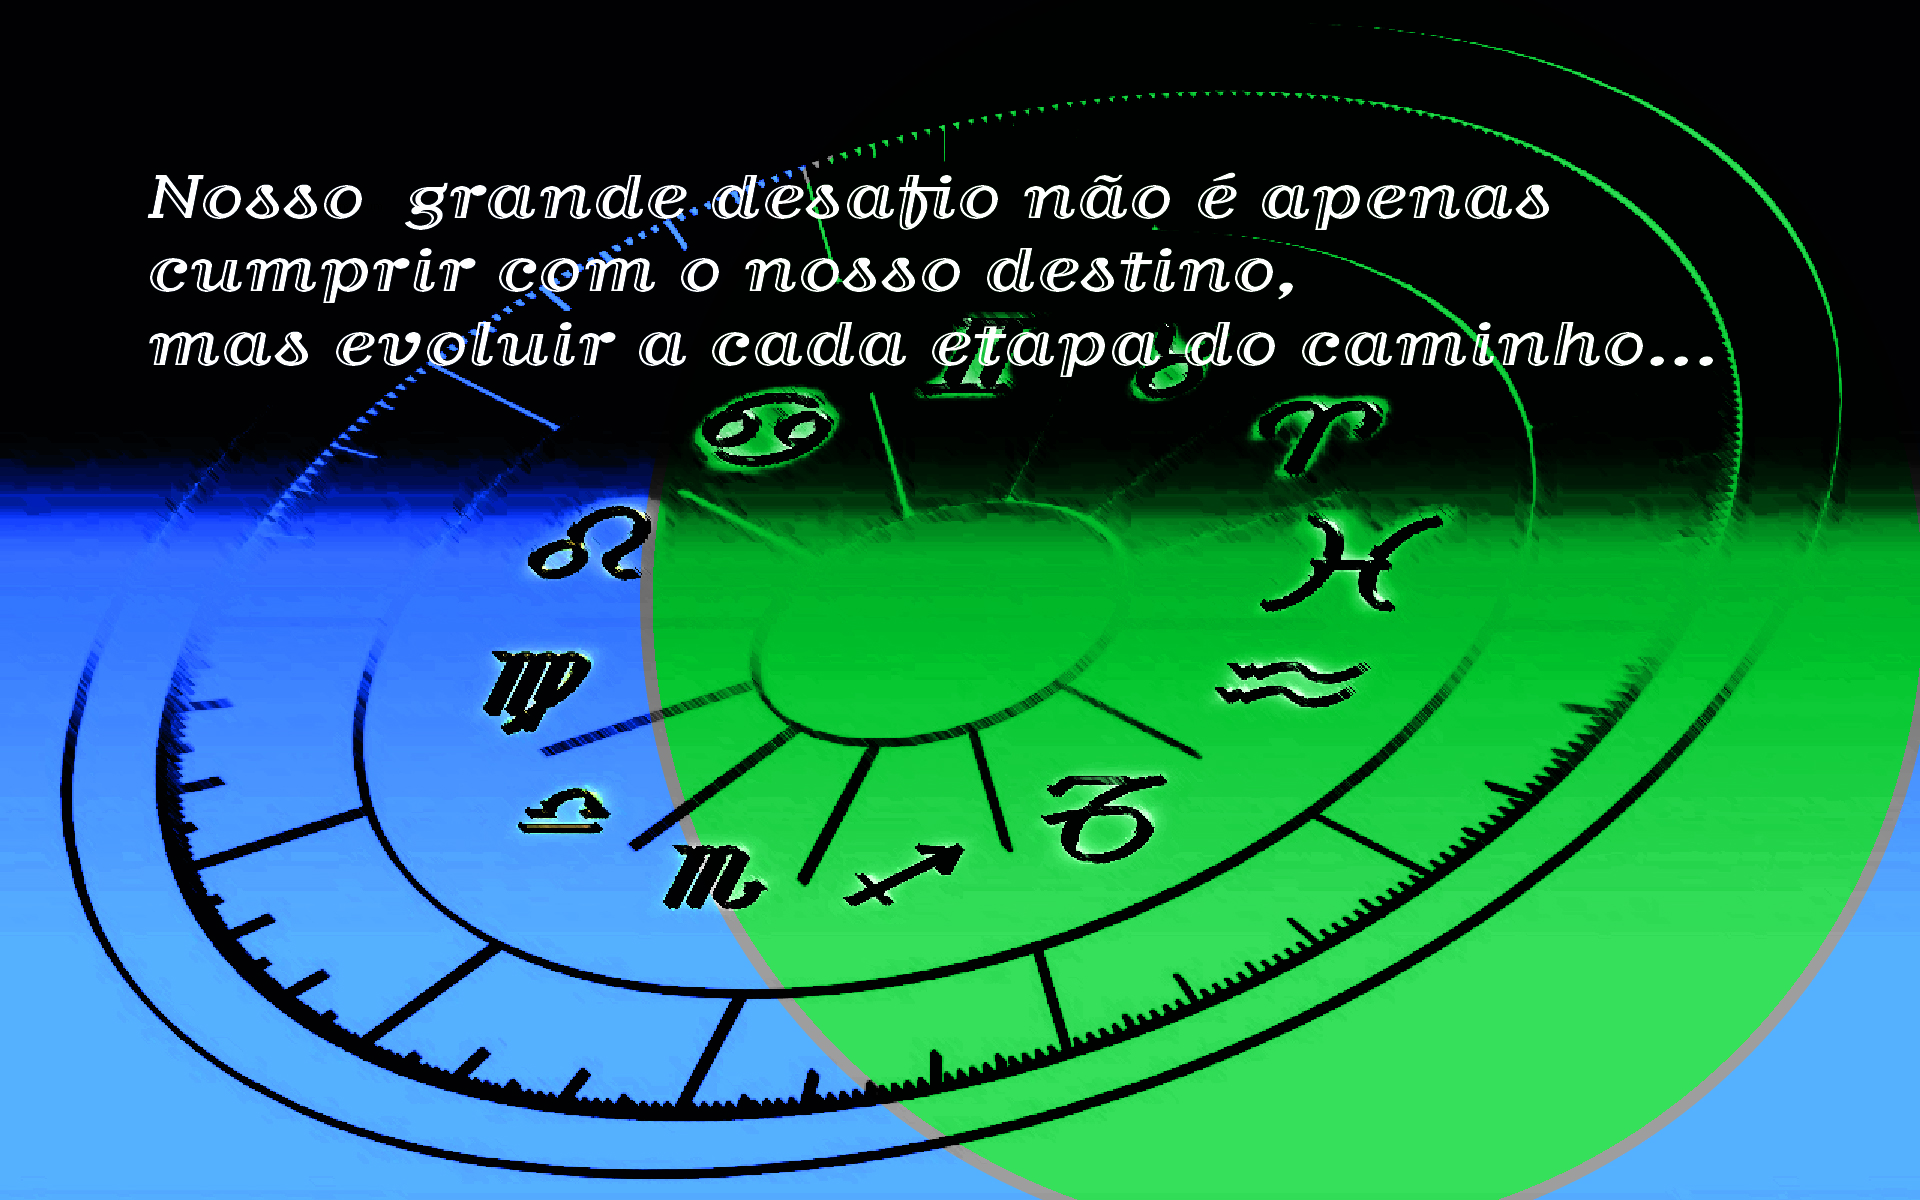 Nosso grande desafio não é apenas
cumprir com o nosso destino,
mas evoluir a cada etapa do caminho...